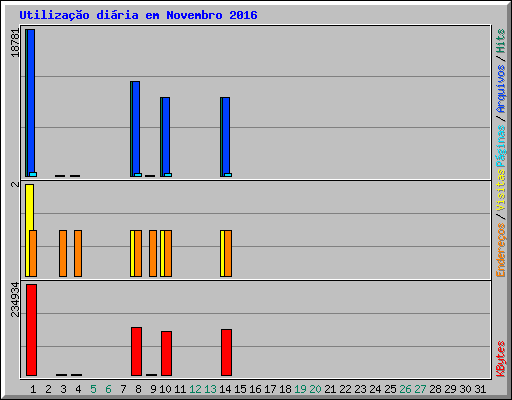 Utilização diária em Novembro 2016
18781
2
234934
Páginas / Arquivos / Hits
Endereços / Visitas
KBytes
1 2 3 4 5 6 7 8 9 10 11 12 13 14 15 16 17 18 19 20 21 22 23 24 25 26 27 28 29 30 31